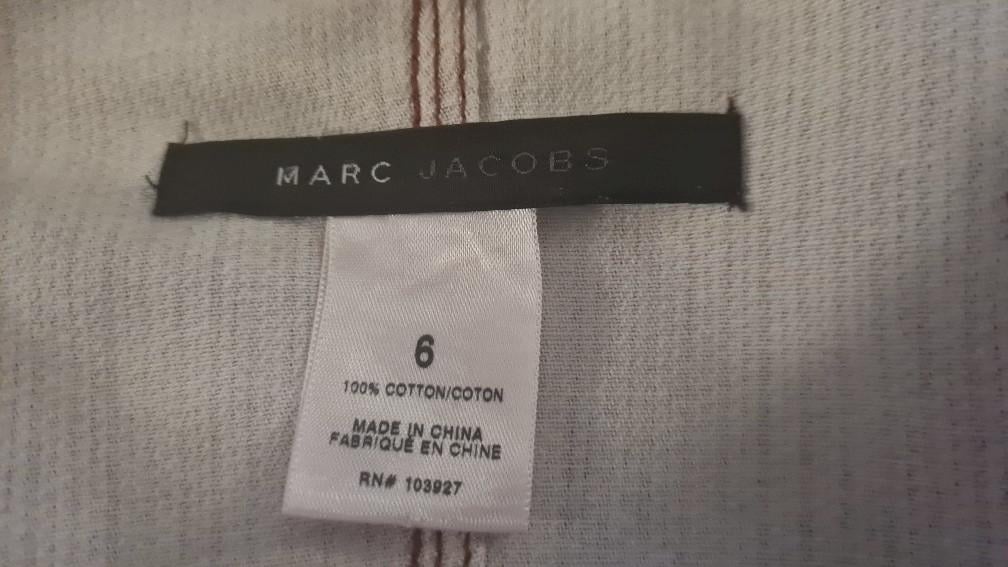 MARC JACOBS
6
100% COTTON/COTON
MADE IN CHINA
FABRIQUÉ EN CHINE
RN# 103927